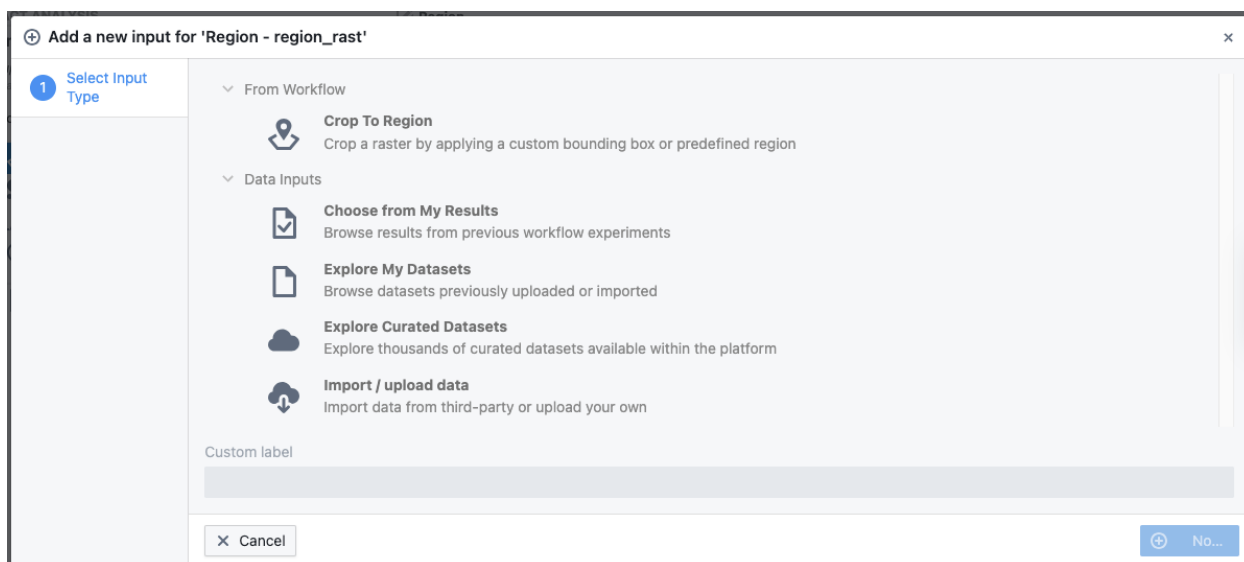 Add a new input for 'Region - region_rast'
1
Select Input
Type
From Workflow
Crop To Region
Crop a raster by applying a custom bounding box or predefined region
Data Inputs
Choose from My Results
Browse results from previous workflow experiments
Explore My Datasets
Browse datasets previously uploaded or imported
Explore Curated Datasets
Explore thousands of curated datasets available within the platform
Import / upload data
Import data from third-party or upload your own
Custom label
Cancel
No...